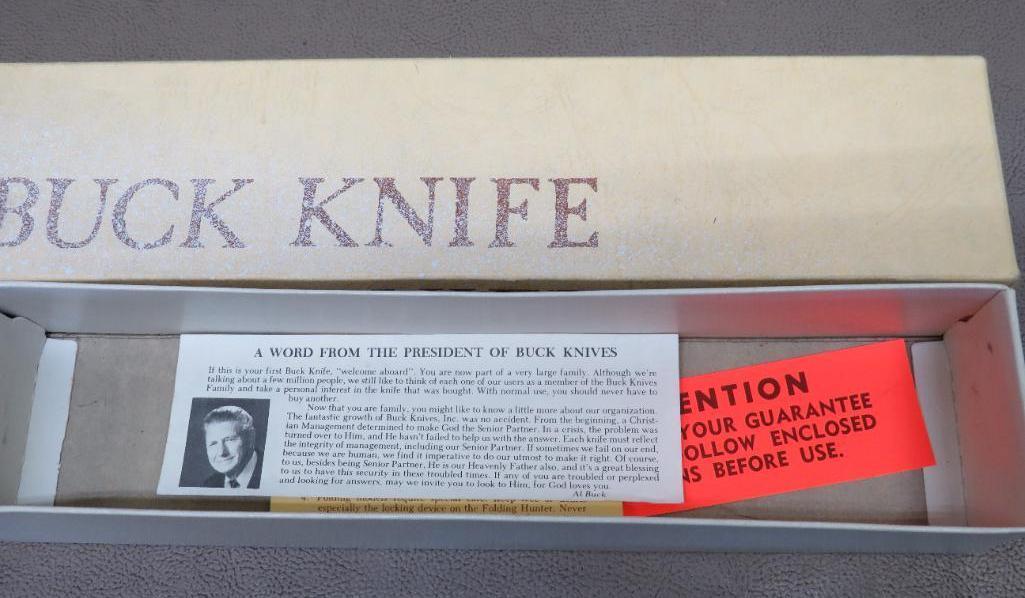 BUCK KNIFE
A WORD FROM THE PRESIDENT OF BUCK KNIVES
If this is your first Buck Knife, "welcome aboard". You are now part of a very large family. Although we're
talking about a few million people, we still like to think of each one of our users as a member of the Buck Knives
Family and take a personal interest in the knife that was bought. With normal use, you should never have to
buy another.
Now that you are family, you might like to know a little more about our organization.
The fantastic growth of Buck Knives, Inc. was no accident. From the beginning, a Christ-
ian Management determined to make God the Senior Partner. In a crisis, the problem was
turned over to Him, and He hasn't failed to help us with the answer. Each knife must reflect
the integrity of management, including our Senior Partner. If sometimes we fail on our end,
because we are human, we find it imperative to do our utmost to make it right. Of course,
to us, besides being Senior Partner, He is our Heavenly Father also, and it's a great blessing
to us to have this security in these troubled times. If any of you are troubled or perplexed
and looking for answers, may we invite you to look to Him, for God loves you.
Al Buck
ENTION
YOUR GUARANTEE
OLLOW ENCLOSED
NS BEFORE USE.
4. Folding models require special care
especially the locking device on the Folding Hunter. Never